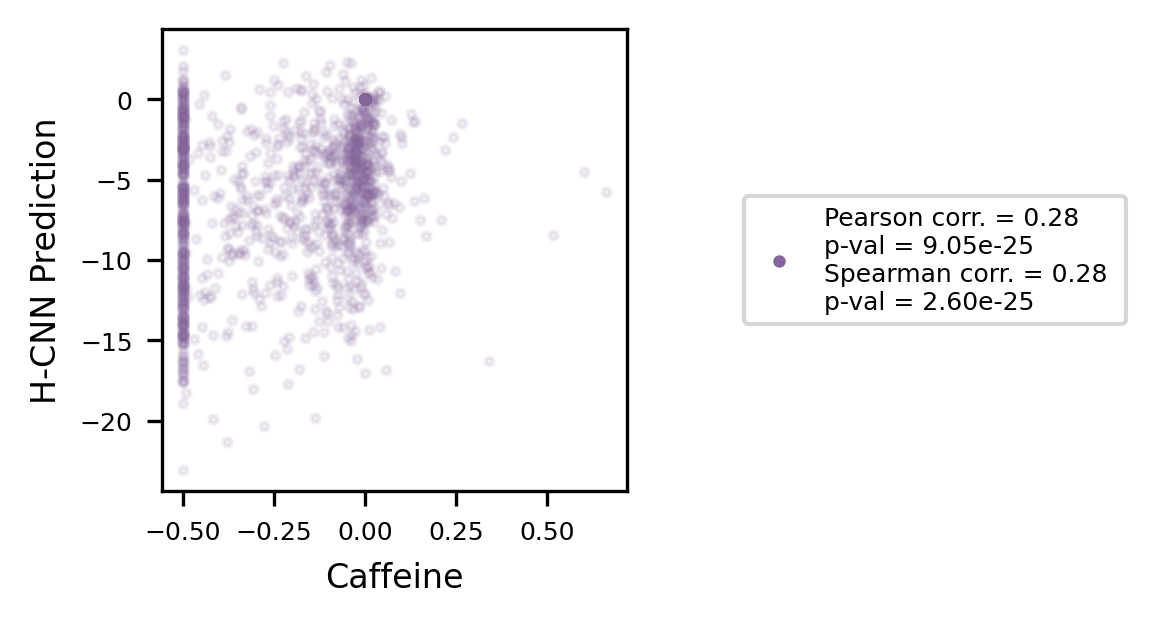 0
−5
−10
−15
−20
H-CNN Prediction
−0.50 −0.25 0.00 0.25 0.50
Caffeine
Pearson corr. = 0.28
p-val = 9.05e-25
Spearman corr. = 0.28
p-val = 2.60e-25